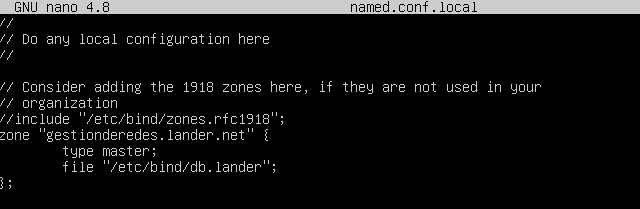 GNU nano 4.8 named.conf.local
//
// Do any local configuration here
//
// Consider adding the 1918 zones here, if they are not used in your
// organization
//include "/etc/bind/zones.rfc1918";
zone "gestionderedes.lander.net" {
type master;
file "/etc/bind/db.lander";
};